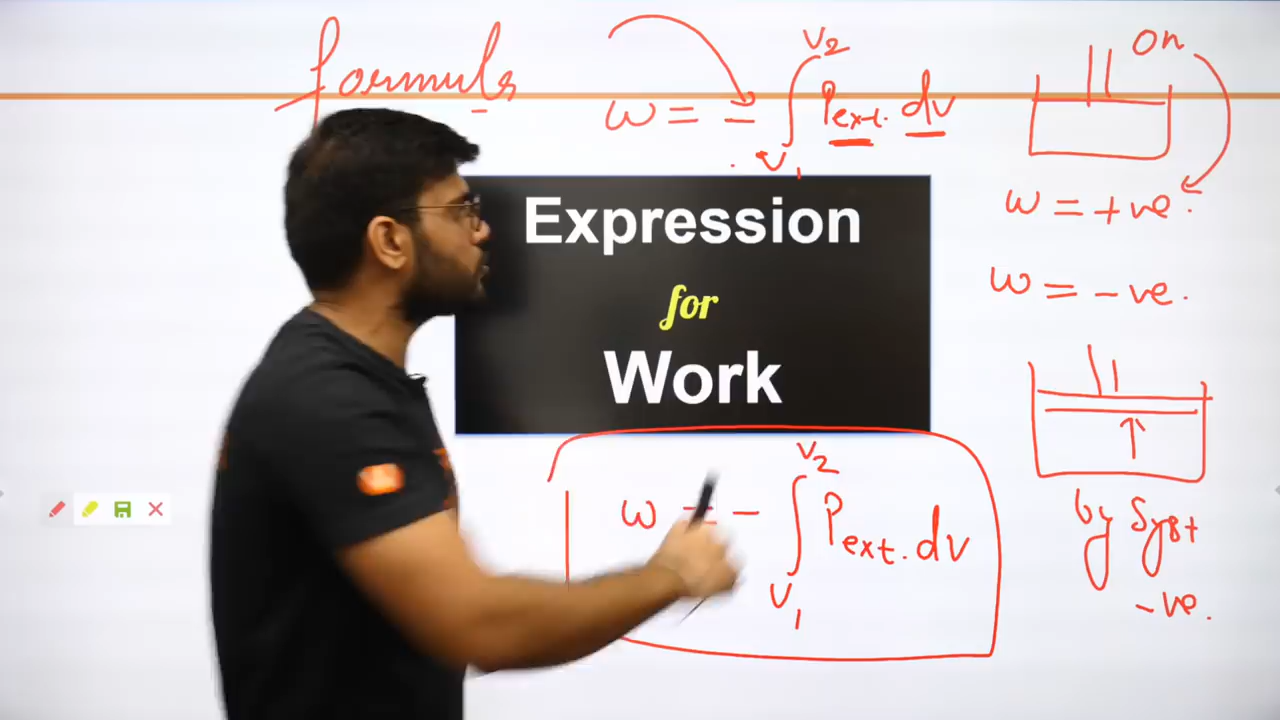 formula
w = - ∫ V2 V1 Pext. dv
on
w = +ve.
w = -ve.
Expression
for
Work
w = - ∫ V2 V1 Pext. dv
by Syst
-ve.